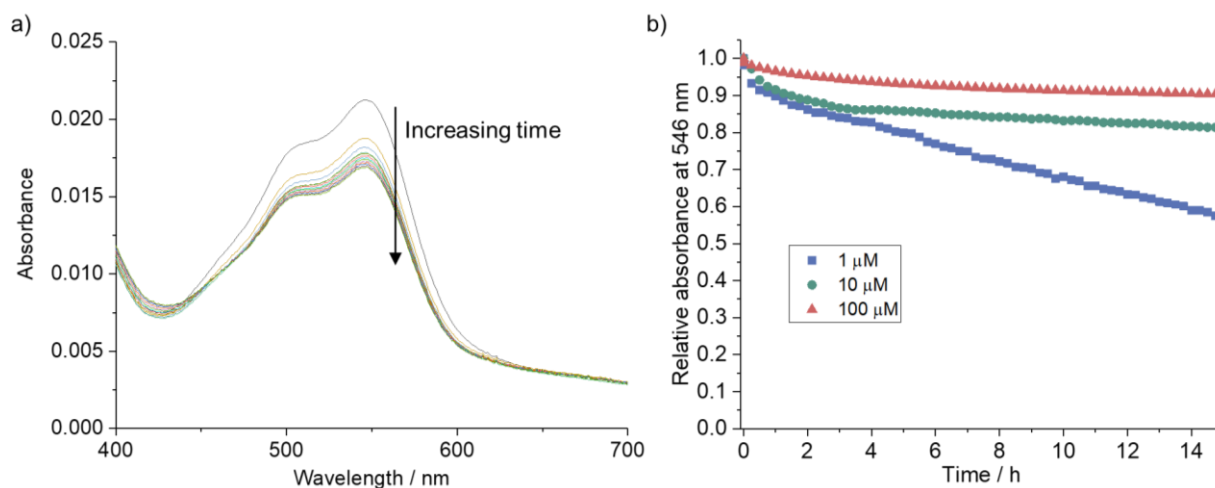 a)
0.025
0.020
0.015
0.010
0.005
0.000
Absorbance
Increasing time
400
500
600
700
Wavelength / nm
b)
1.0
0.9
0.8
0.7
0.6
0.5
0.4
0.3
0.2
0.1
0.0
Relative absorbance at 546 nm
1 μM
10 μM
100 μM
0
2
4
6
8
10
12
14
Time / h